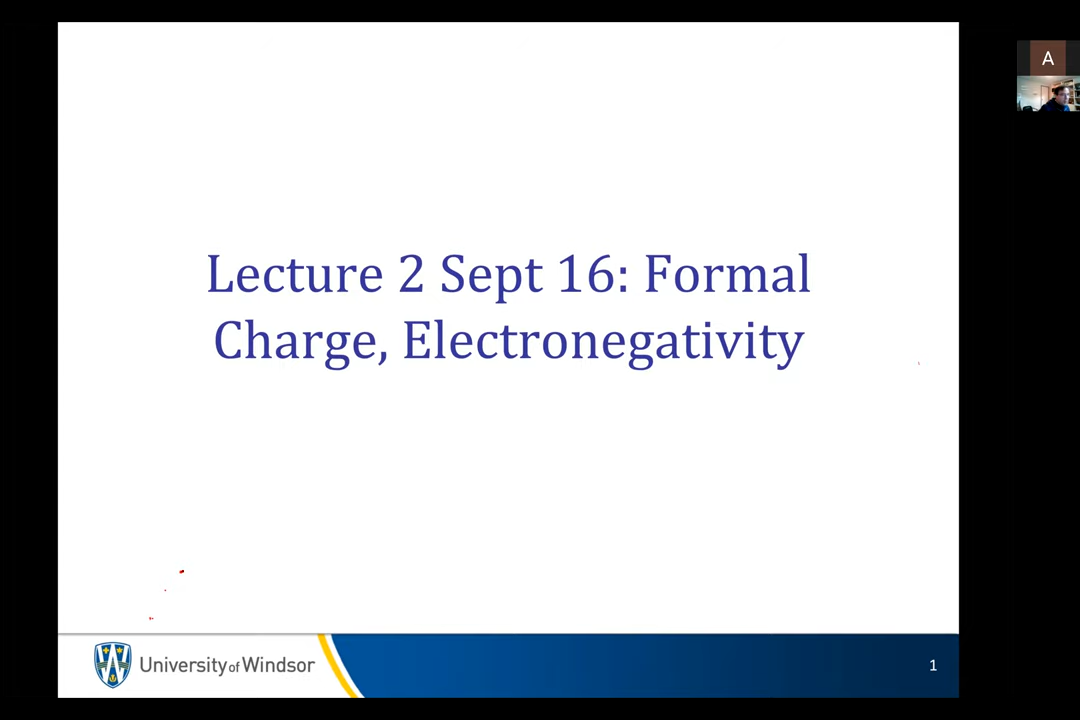 A
Lecture 2 Sept 16: Formal
Charge, Electronegativity
University of Windsor
1